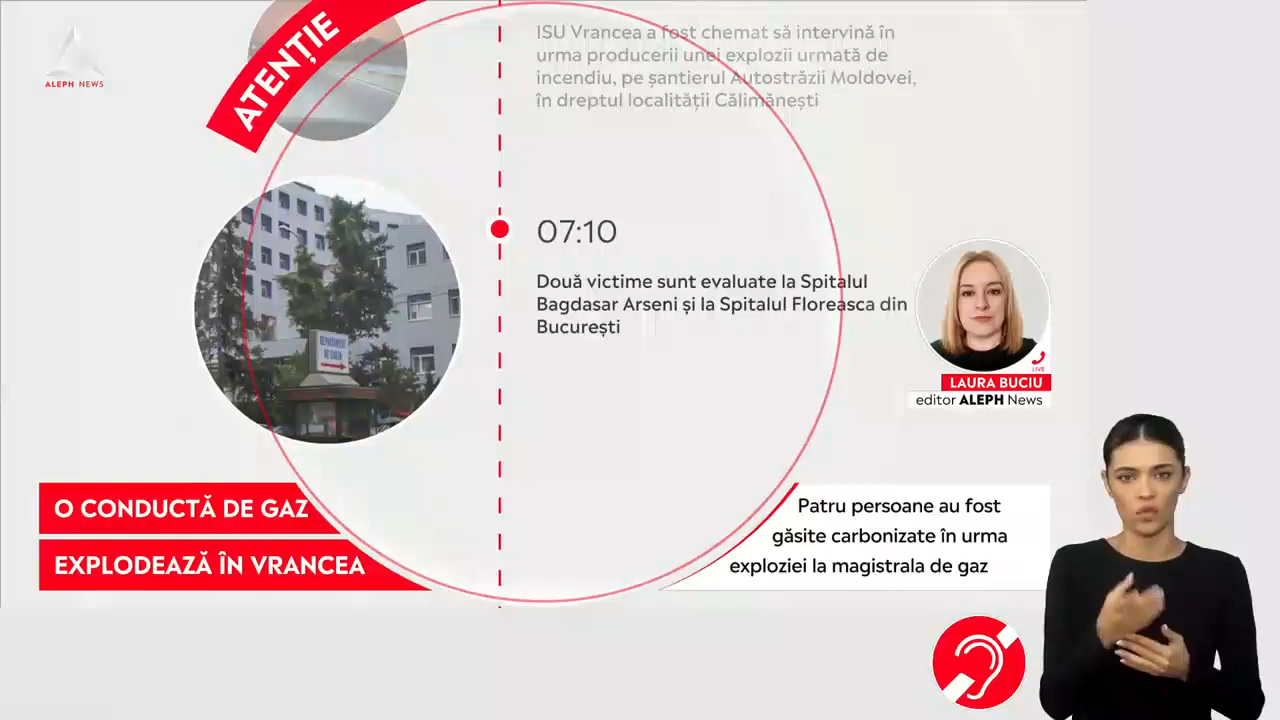 ALEPH NEWS
ATENȚIE
ISU Vrancea a fost chemat să intervină în
urma producerii unei explozii urmată de
incendiu, pe șantierul Autostrăzii Moldovei,
în dreptul localității Călimănești
07:10
Două victime sunt evaluate la Spitalul
Bagdasar Arseni și la Spitalul Floreasca din
București
LIVE
LAURA BUCIU
editor ALEPH News
O CONDUCTĂ DE GAZ
EXPLODEAZĂ ÎN VRANCEA
Patru persoane au fost
găsite carbonizate în urma
exploziei la magistrala de gaz